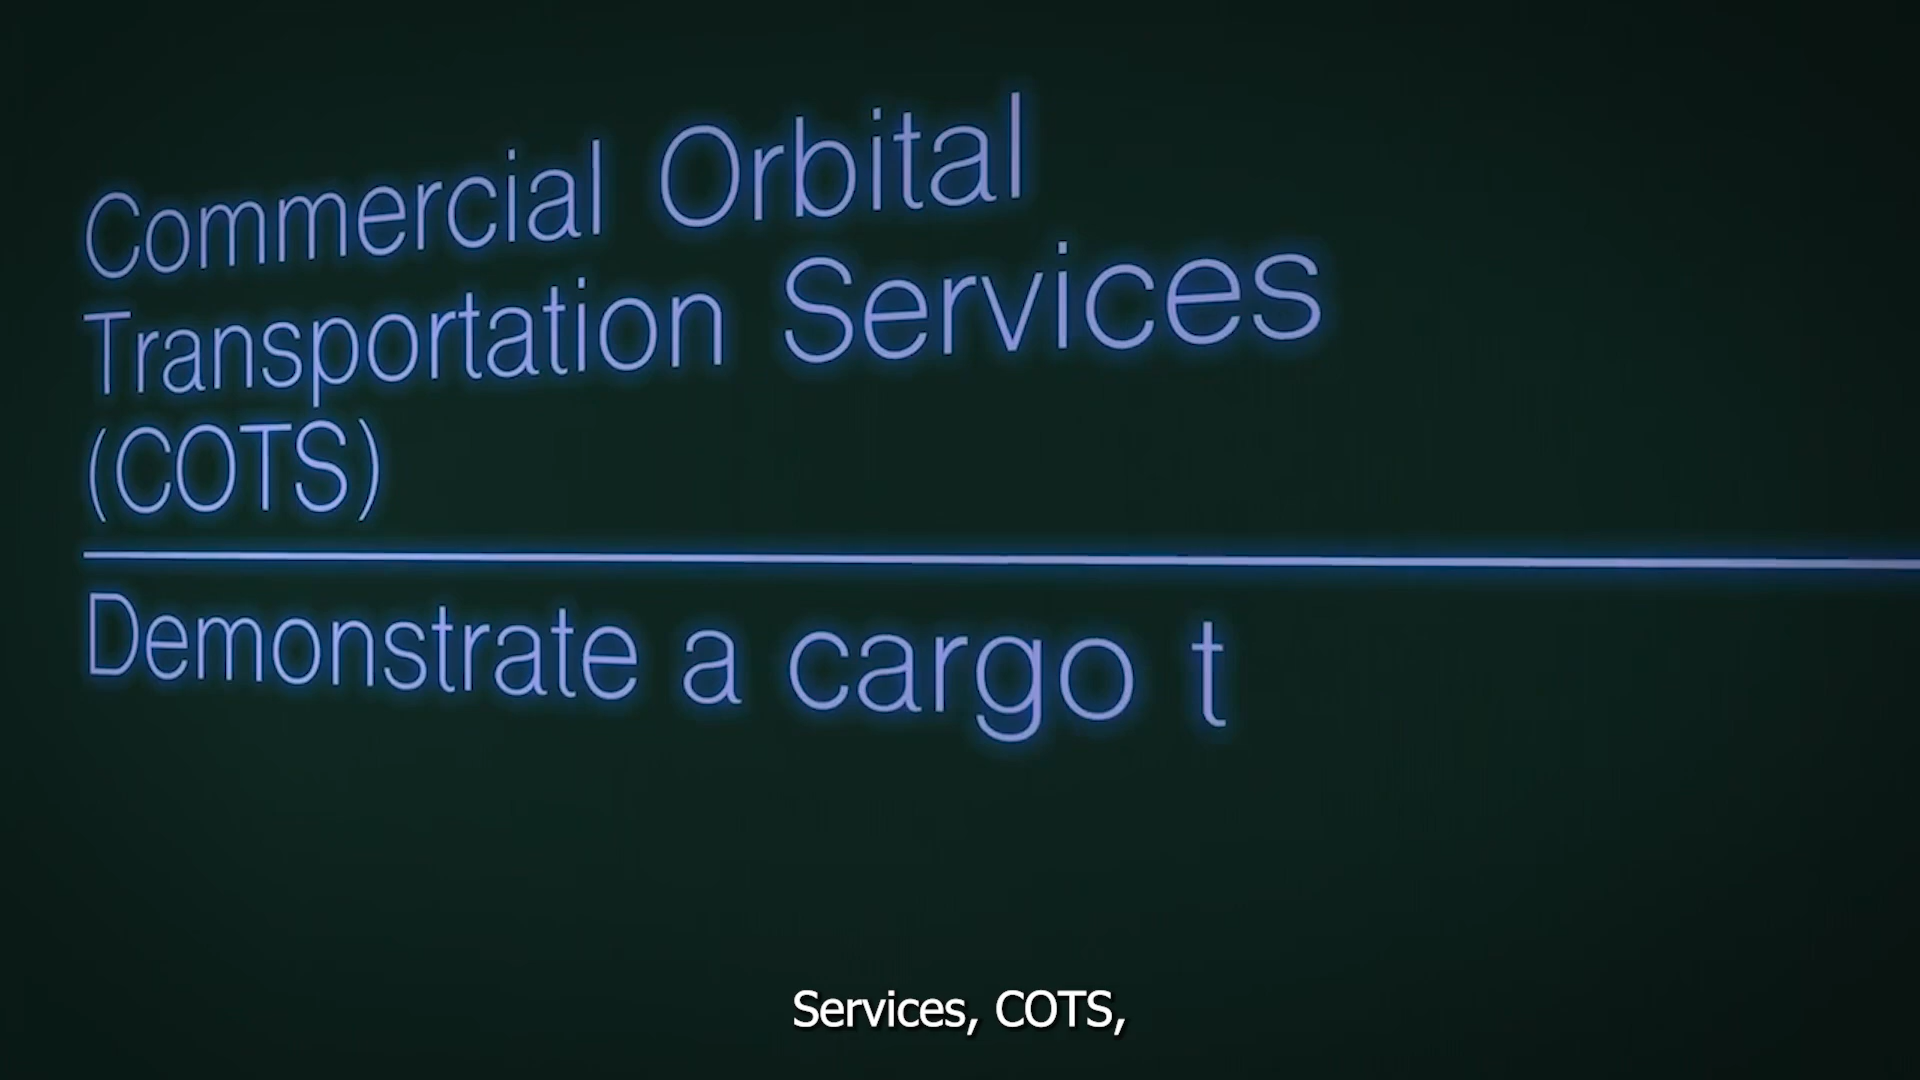 Commercial Orbital
Transportation Services
(COTS)
Demonstrate a cargo t
Services, COTS,